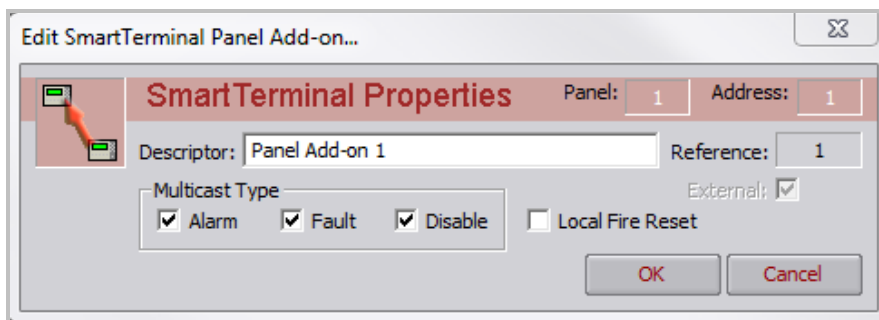 Edit SmartTerminal Panel Add-on...
SmartTerminal Properties Panel: 1 Address: 1
Descriptor: Panel Add-on 1 Reference: 1
Multicast Type External:
Alarm Fault Disable Local Fire Reset
OK Cancel